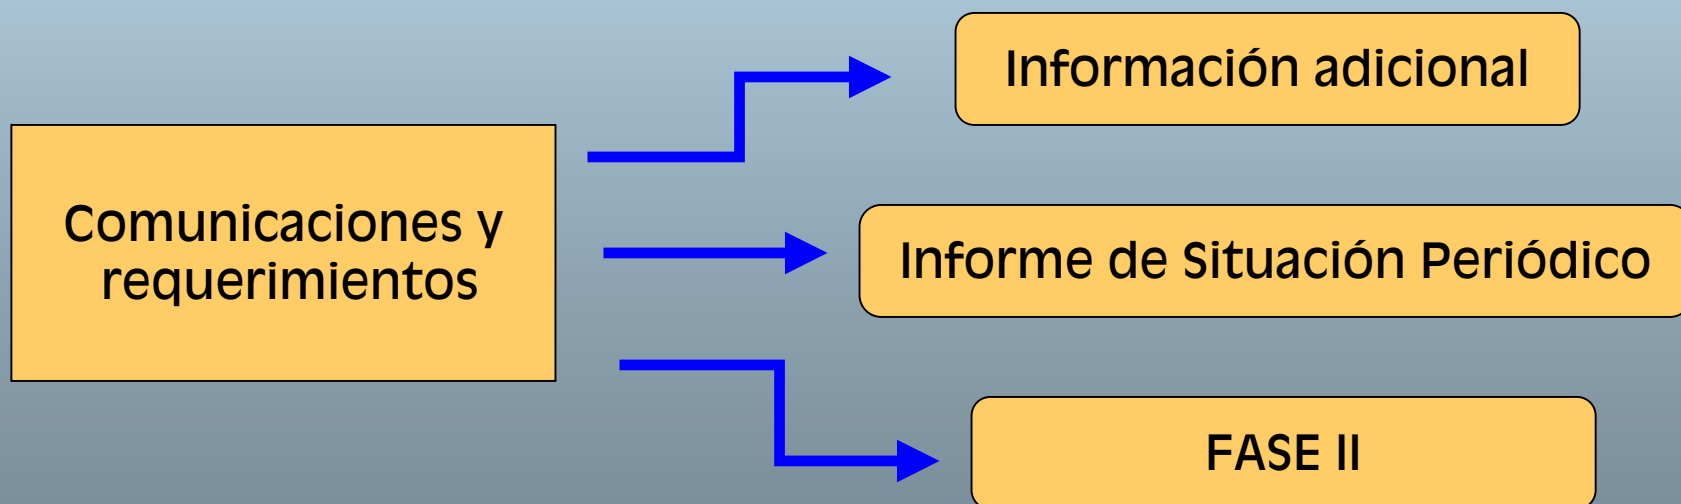 Información adicional
Comunicaciones y
requerimientos
Informe de Situación Periódico
FASE II